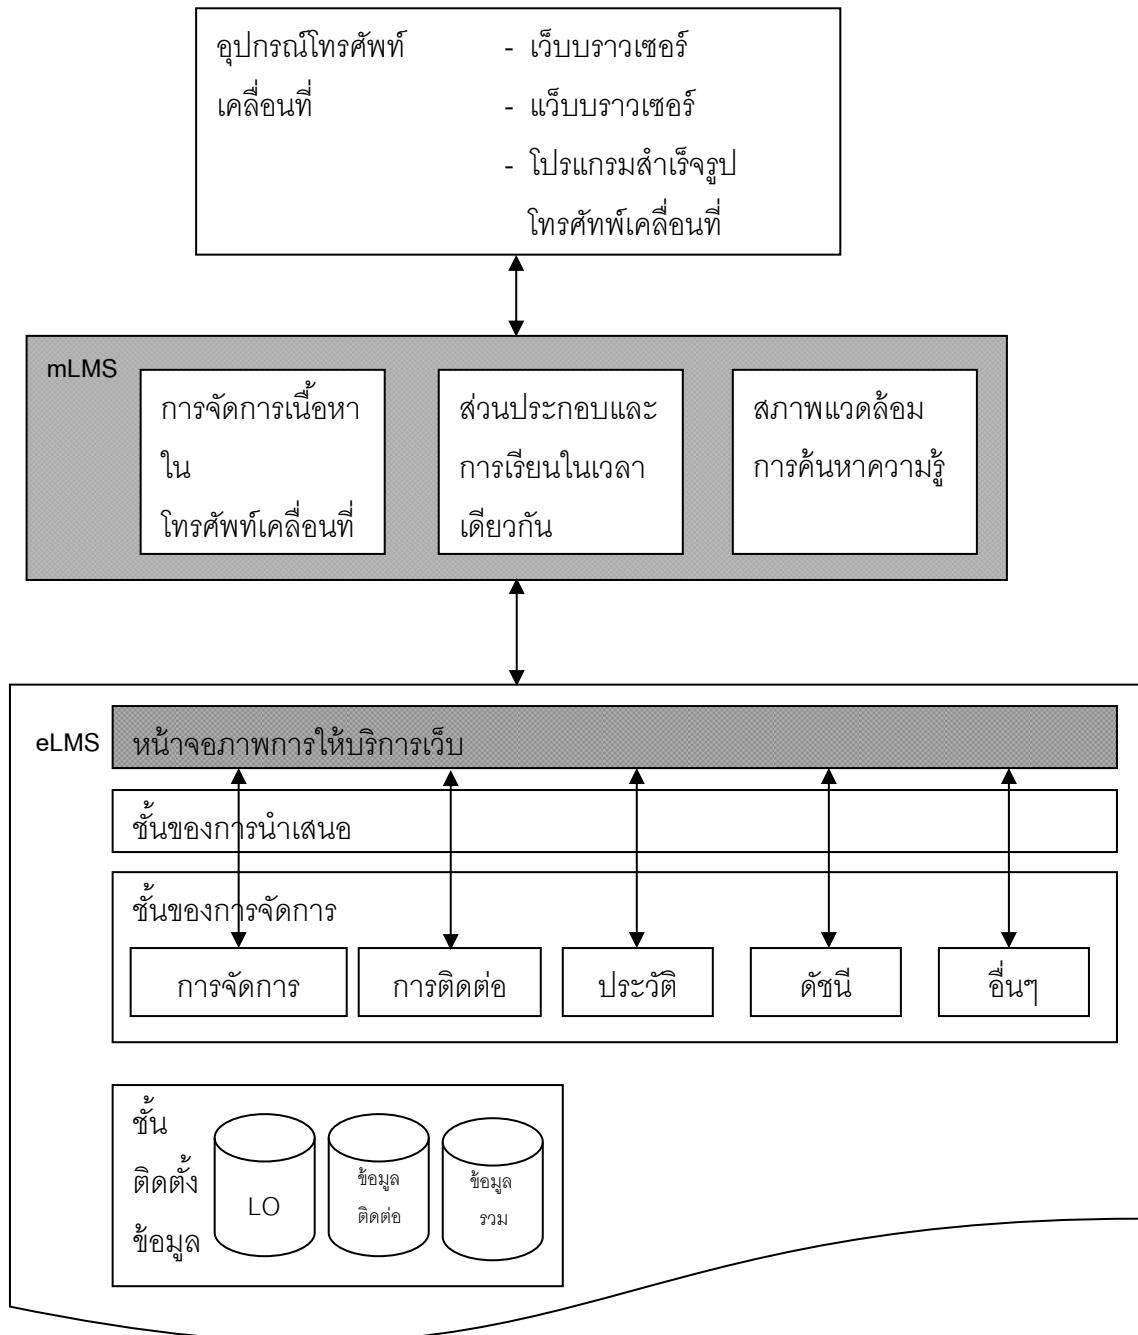 อุปกรณ์โทรศัพท์
เคลื่อนที่
- เว็บบราวเซอร์
- แว็บบราวเซอร์
- โปรแกรมสำเร็จรูป
โทรศัทพ์เคลื่อนที่
mLMS
การจัดการเนื้อหา
ใน
โทรศัพท์เคลื่อนที่
ส่วนประกอบและ
การเรียนในเวลา
เดียวกัน
สภาพแวดล้อม
การค้นหาความรู้
eLMS
หน้าจอภาพการให้บริการเว็บ
ชั้นของการนำเสนอ
ชั้นของการจัดการ
การจัดการ
การติดต่อ
ประวัติ
ดัชนี
อื่นๆ
ชั้น
ติดตั้ง
ข้อมูล
LO
ข้อมูล
ติดต่อ
ข้อมูล
รวม